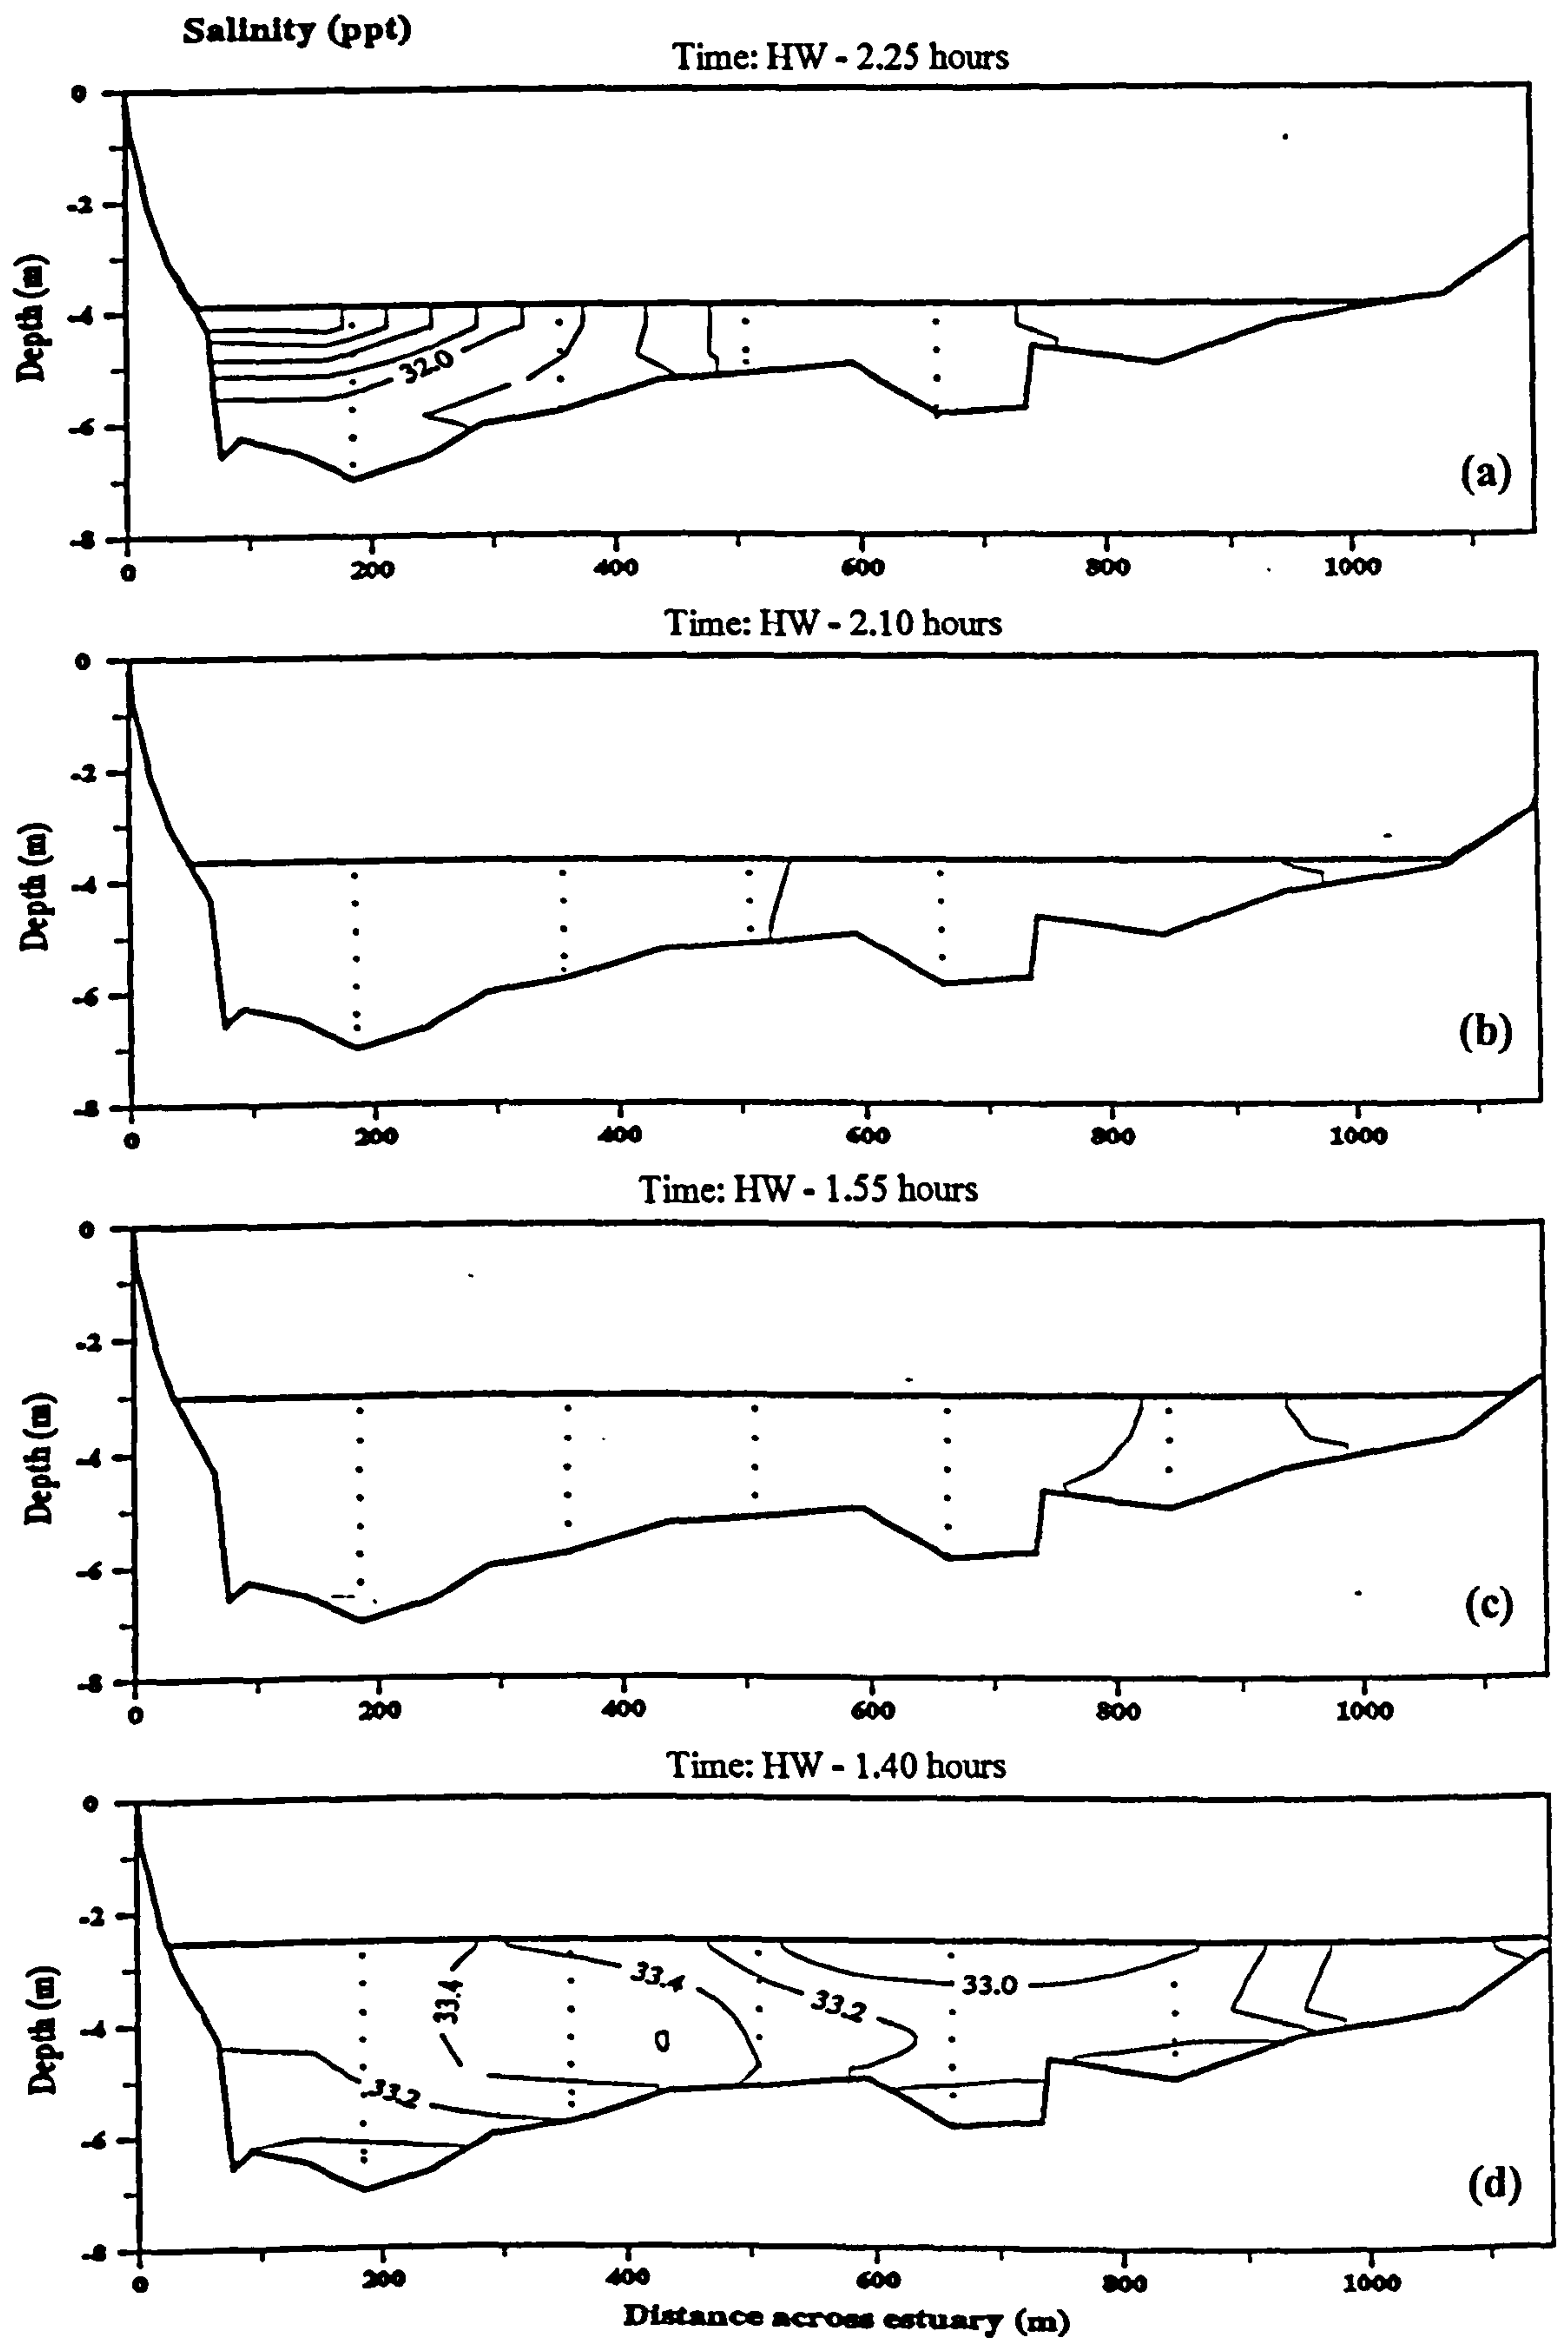 Salinity (ppt)
Time: HW - 2.25 hours
0
-2
-4
-6
-8
Depth (m)
32.0
(a)
0 200 400 600 800 1000
Time: HW - 2.10 hours
0
-2
-4
-6
-8
Depth (m)
(b)
0 200 400 600 800 1000
Time: HW - 1.55 hours
0
-2
-4
-6
-8
Depth (m)
(c)
0 200 400 600 800 1000
Time: HW - 1.40 hours
0
-2
-4
-6
-8
Depth (m)
33.4
33.4
33.2
33.0
33.2
(d)
0 200 400 600 800 1000
Distance across estuary (m)